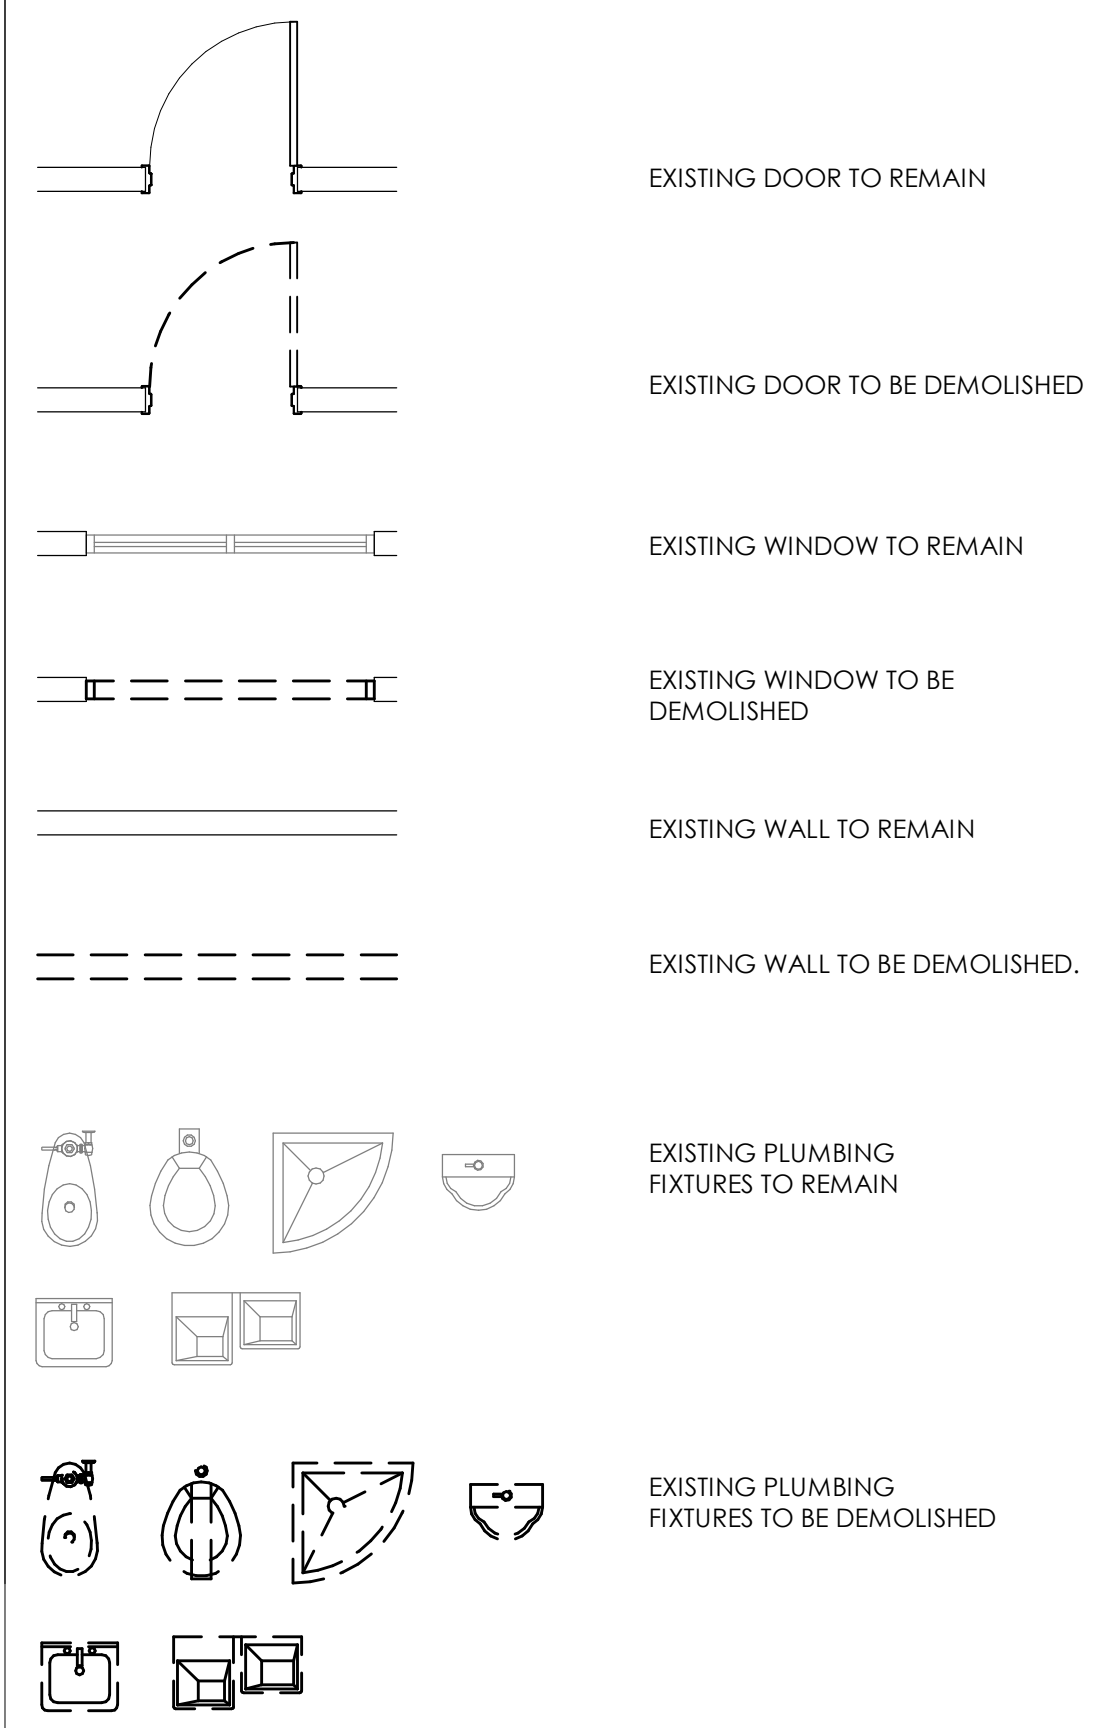 EXISTING DOOR TO REMAIN
EXISTING DOOR TO BE DEMOLISHED
EXISTING WINDOW TO REMAIN
EXISTING WINDOW TO BE
DEMOLISHED
EXISTING WALL TO REMAIN
EXISTING WALL TO BE DEMOLISHED.
EXISTING PLUMBING
FIXTURES TO REMAIN
EXISTING PLUMBING
FIXTURES TO BE DEMOLISHED